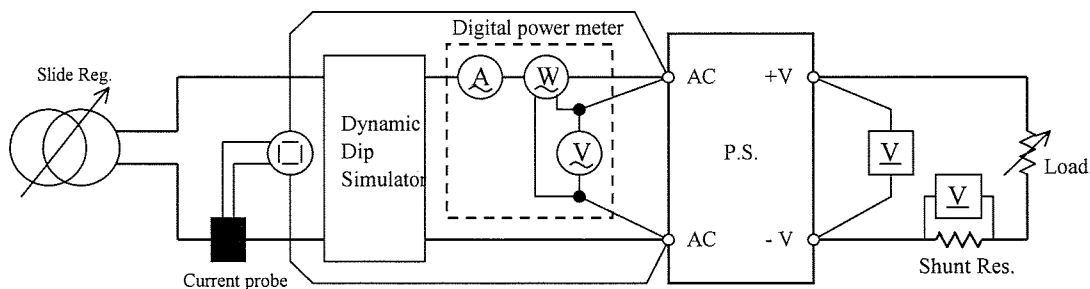 Digital power meter
Slide Reg.
A
W
AC
+V
Dynamic
Dip
Simulator
V
P.S.
V
Load
V
AC
- V
Shunt Res.
Current probe